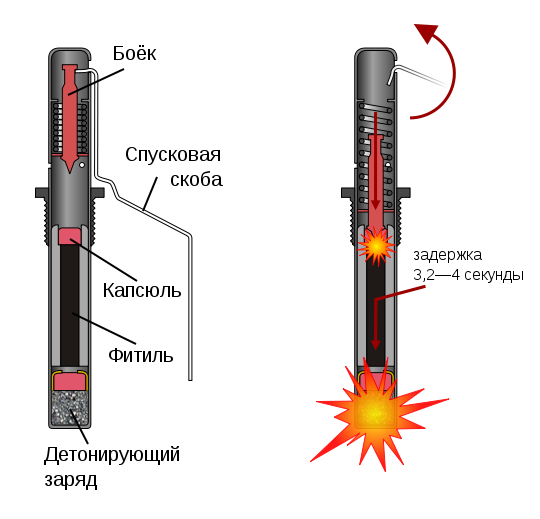 Боёк
Спусковая
скоба
Капсюль
Фитиль
Детонирующий
заряд
задержка
3,2—4 секунды